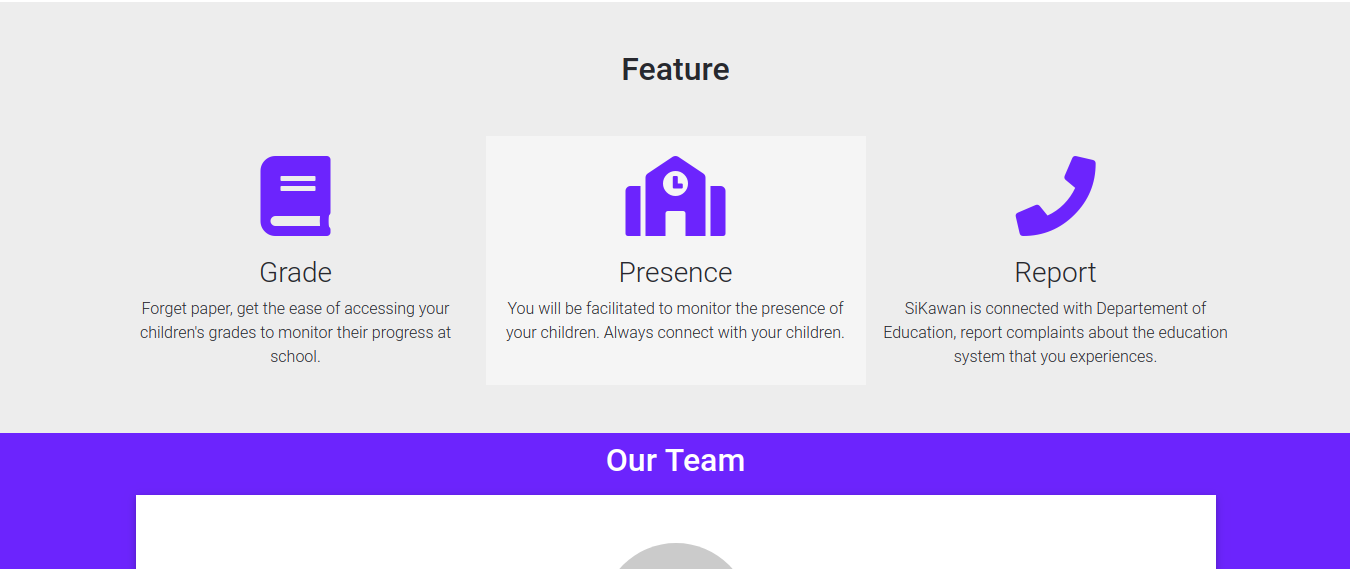 Feature
Grade
Forget paper, get the ease of accessing your
children's grades to monitor their progress at
school.
Presence
You will be facilitated to monitor the presence of
your children. Always connect with your children.
Report
SiKawan is connected with Departement of
Education, report complaints about the education
system that you experiences.
Our Team